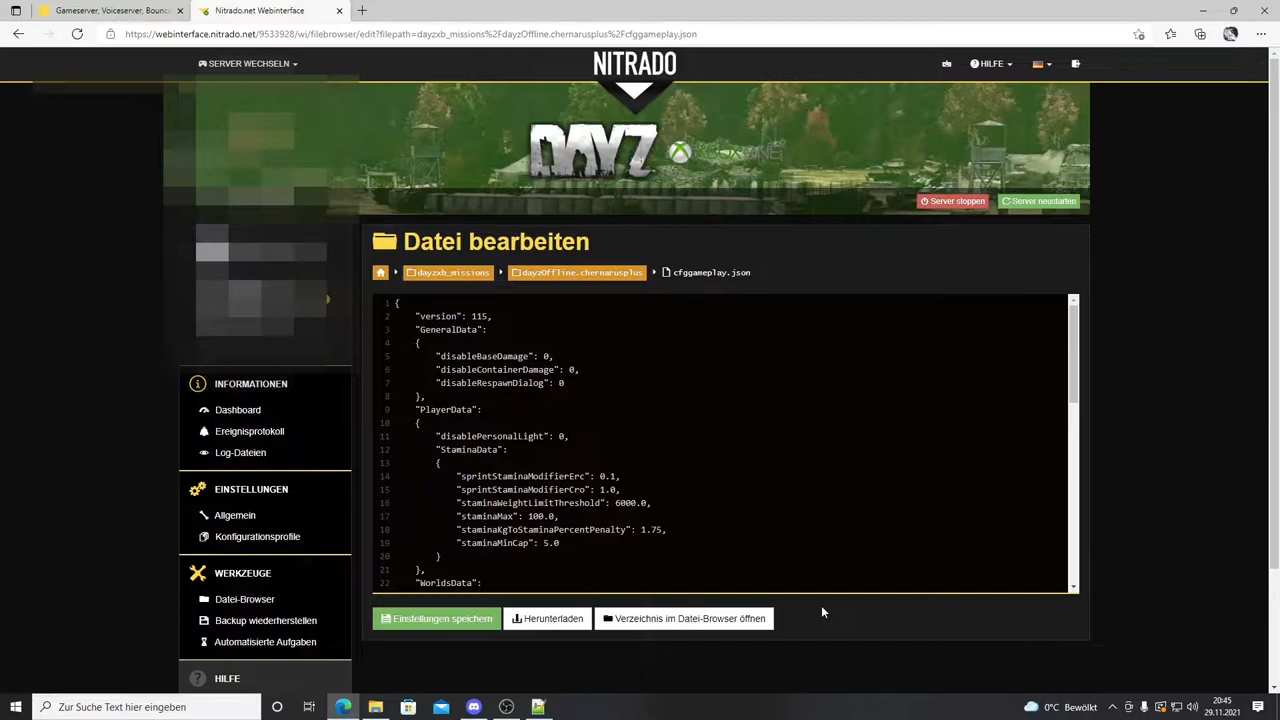 Gameserver, Voiceserver, Bounce
Nitrado.net Webinterface
https://webinterface.nitrado.net/9533928/wi/filebrowser/edit?filepath=dayzxb_missions%2FdayzOffline.chernarusplus%2Fcfggameplay.json
SERVER WECHSELN
NITRADO
HILFE
DAYZ
XBOX ONE
Server stoppen
Server neustarten
Datei bearbeiten
dayzxb_missions
dayzOffline.chernarusplus
cfggameplay.json
1 {
2 "version": 115,
3 "GeneralData":
4 {
5 "disableBaseDamage": 0,
6 "disableContainerDamage": 0,
7 "disableRespawnDialog": 0
8 },
9 "PlayerData":
10 {
11 "disablePersonalLight": 0,
12 "StaminaData":
13 {
14 "sprintStaminaModifierErc": 0.1,
15 "sprintStaminaModifierCro": 1.0,
16 "staminaWeightLimitThreshold": 6000.0,
17 "staminaMax": 100.0,
18 "staminaKgToStaminaPercentPenalty": 1.75,
19 "staminaMinCap": 5.0
20 }
21 },
22 "WorldsData":
Einstellungen speichern
Herunterladen
Verzeichnis im Datei-Browser öffnen
INFORMATIONEN
Dashboard
Ereignisprotokoll
Log-Dateien
EINSTELLUNGEN
Allgemein
Konfigurationsprofile
WERKZEUGE
Datei-Browser
Backup wiederherstellen
Automatisierte Aufgaben
HILFE
Zur Suche Text hier eingeben
0°C Bewölkt
20:45
29.11.2021